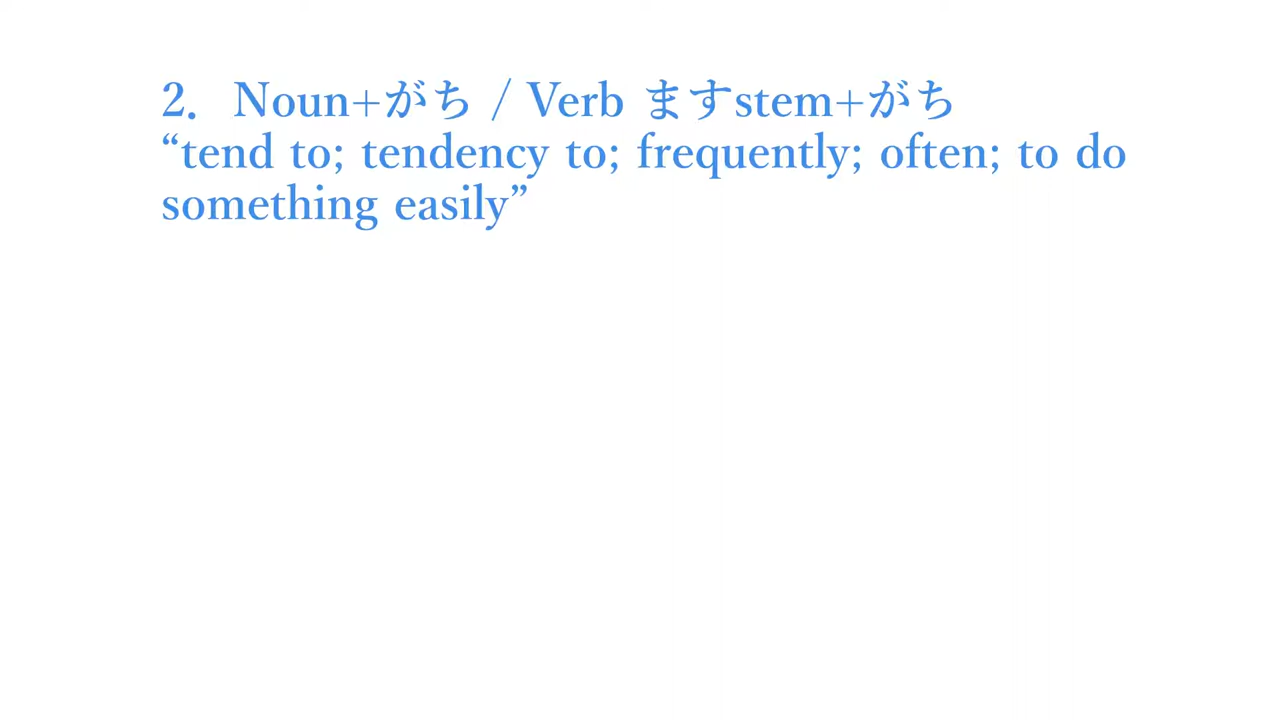 2.  Noun+がち / Verb ますstem+がち
“tend to; tendency to; frequently; often; to do
something easily”